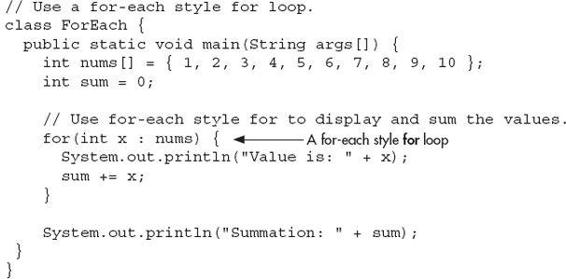 // Use a for-each style for loop.
class ForEach {
  public static void main(String args[]) {
    int nums[] = { 1, 2, 3, 4, 5, 6, 7, 8, 9, 10 };
    int sum = 0;

    // Use for-each style for to display and sum the values.
    for(int x : nums) { A for-each style for loop
      System.out.println("Value is: " + x);
      sum += x;
    }

    System.out.println("Summation: " + sum);
  }
}